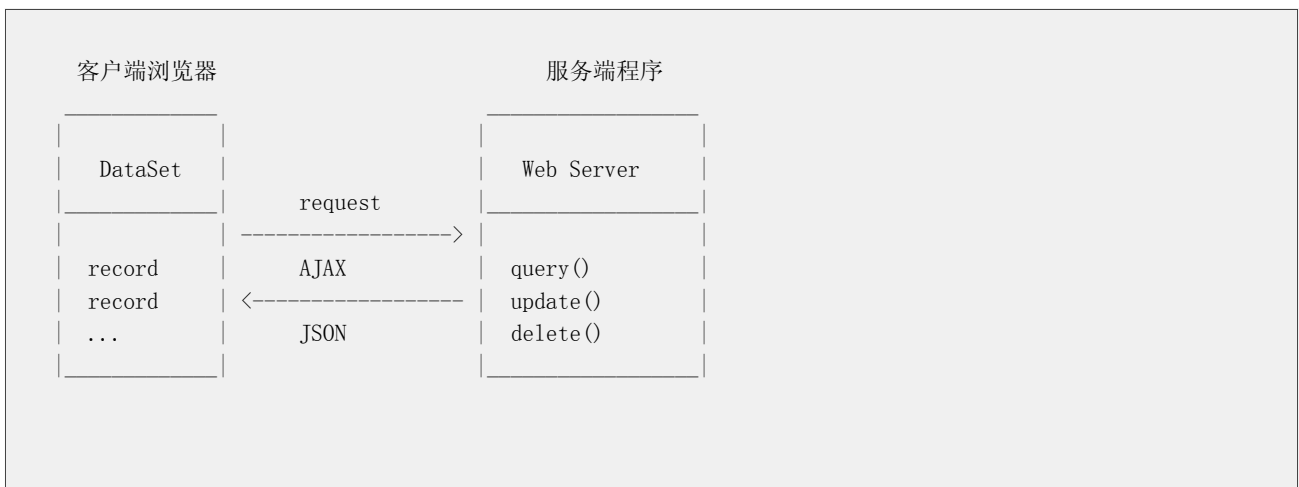 客户端浏览器 服务端程序
DataSet Web Server
request
------------------>
record AJAX query()
record <------------------ update()
... JSON delete()